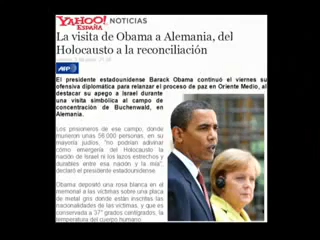 YAHOO! NOTICIAS
ESPAÑA
La visita de Obama a Alemania, del
Holocausto a la reconciliación
AFP
El presidente estadounidense Barack Obama continuó el viernes su
ofensiva diplomática para relanzar el proceso de paz en Oriente Medio, al
destacar su apego a Israel durante
una visita simbólica al campo de
concentración de Buchenwald, en
Alemania.
Los prisioneros de ese campo, donde
murieron unas 56 000 personas, en su
mayoría judíos, "no podrían adivinar
cómo emergería del Holocausto la
nación de Israel ni los lazos estrechos y
durables entre esa nación y la mía",
declaró el presidente estadounidense.
Obama depositó una rosa blanca en el
memorial a las víctimas sobre una placa
de metal gris donde están inscritas las
nacionalidades de las víctimas, y que es
conservada a 37° grados centígrados, la
temperatura del cuerpo humano.